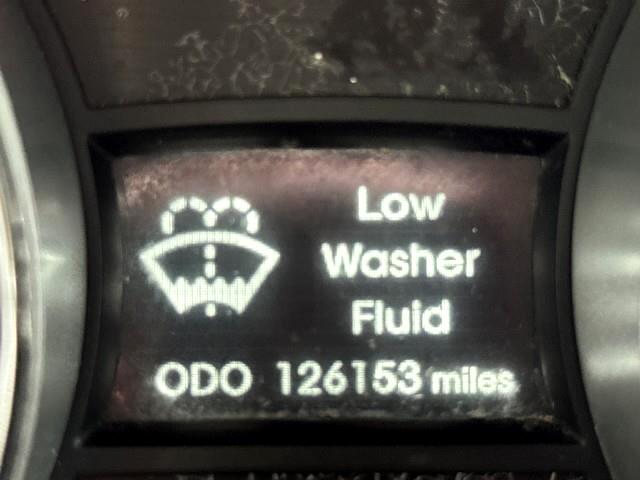 Low
Washer
Fluid
ODO 126153 miles